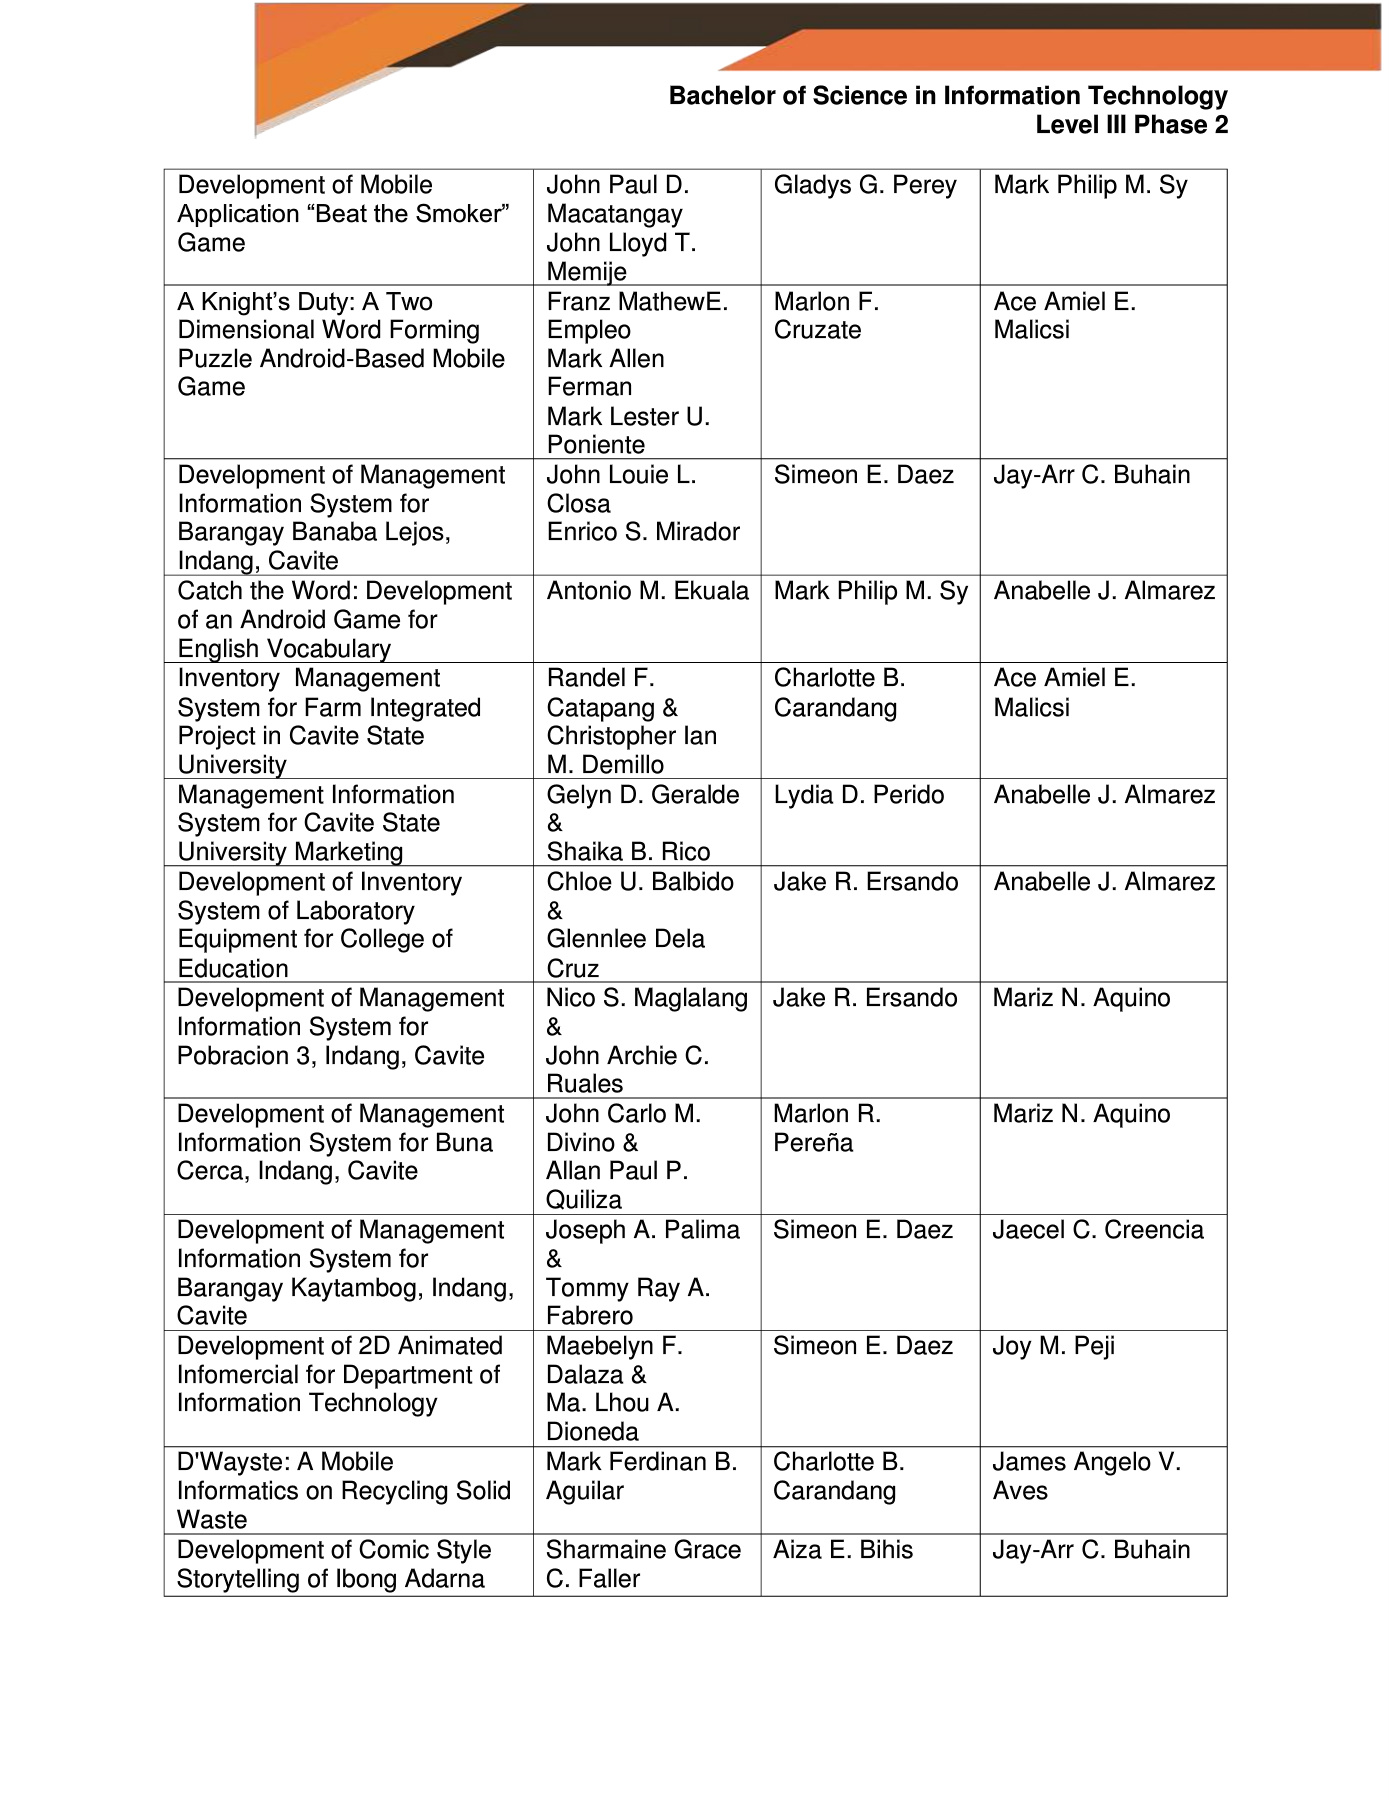 Bachelor of Science in Information Technology
Level III Phase 2
Development of Mobile
Application “Beat the Smoker”
Game
John Paul D.
Macatangay
John Lloyd T.
Memije
Gladys G. Perey
Mark Philip M. Sy
A Knight’s Duty: A Two
Dimensional Word Forming
Puzzle Android-Based Mobile
Game
Franz MathewE.
Empleo
Mark Allen
Ferman
Mark Lester U.
Poniente
Marlon F.
Cruzate
Ace Amiel E.
Malicsi
Development of Management
Information System for
Barangay Banaba Lejos,
Indang, Cavite
John Louie L.
Closa
Enrico S. Mirador
Simeon E. Daez
Jay-Arr C. Buhain
Catch the Word: Development
of an Android Game for
English Vocabulary
Antonio M. Ekuala
Mark Philip M. Sy
Anabelle J. Almarez
Inventory Management
System for Farm Integrated
Project in Cavite State
University
Randel F.
Catapang &
Christopher Ian
M. Demillo
Charlotte B.
Carandang
Ace Amiel E.
Malicsi
Management Information
System for Cavite State
University Marketing
Gelyn D. Geralde
&
Shaika B. Rico
Lydia D. Perido
Anabelle J. Almarez
Development of Inventory
System of Laboratory
Equipment for College of
Education
Chloe U. Balbido
&
Glennlee Dela
Cruz
Jake R. Ersando
Anabelle J. Almarez
Development of Management
Information System for
Pobracion 3, Indang, Cavite
Nico S. Maglalang
&
John Archie C.
Ruales
Jake R. Ersando
Mariz N. Aquino
Development of Management
Information System for Buna
Cerca, Indang, Cavite
John Carlo M.
Divino &
Allan Paul P.
Quiliza
Marlon R.
Pereña
Mariz N. Aquino
Development of Management
Information System for
Barangay Kaytambog, Indang,
Cavite
Joseph A. Palima
&
Tommy Ray A.
Fabrero
Simeon E. Daez
Jaecel C. Creencia
Development of 2D Animated
Infomercial for Department of
Information Technology
Maebelyn F.
Dalaza &
Ma. Lhou A.
Dioneda
Simeon E. Daez
Joy M. Peji
D'Wayste: A Mobile
Informatics on Recycling Solid
Waste
Mark Ferdinan B.
Aguilar
Charlotte B.
Carandang
James Angelo V.
Aves
Development of Comic Style
Storytelling of Ibong Adarna
Sharmaine Grace
C. Faller
Aiza E. Bihis
Jay-Arr C. Buhain